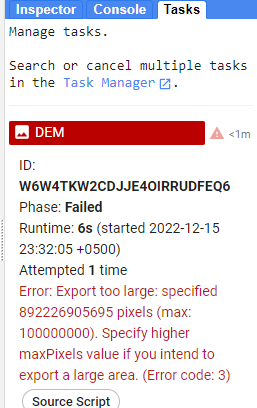 Inspector Console Tasks
Manage tasks.
Search or cancel multiple tasks
in the Task Manager.
DEM <1m
ID:
W6W4TKW2CDJJE4OIRRUDFEQ6
Phase: Failed
Runtime: 6s (started 2022-12-15
23:32:05 +0500)
Attempted 1 time
Error: Export too large: specified
892226905695 pixels (max:
100000000). Specify higher
maxPixels value if you intend to
export a large area. (Error code: 3)
Source Script